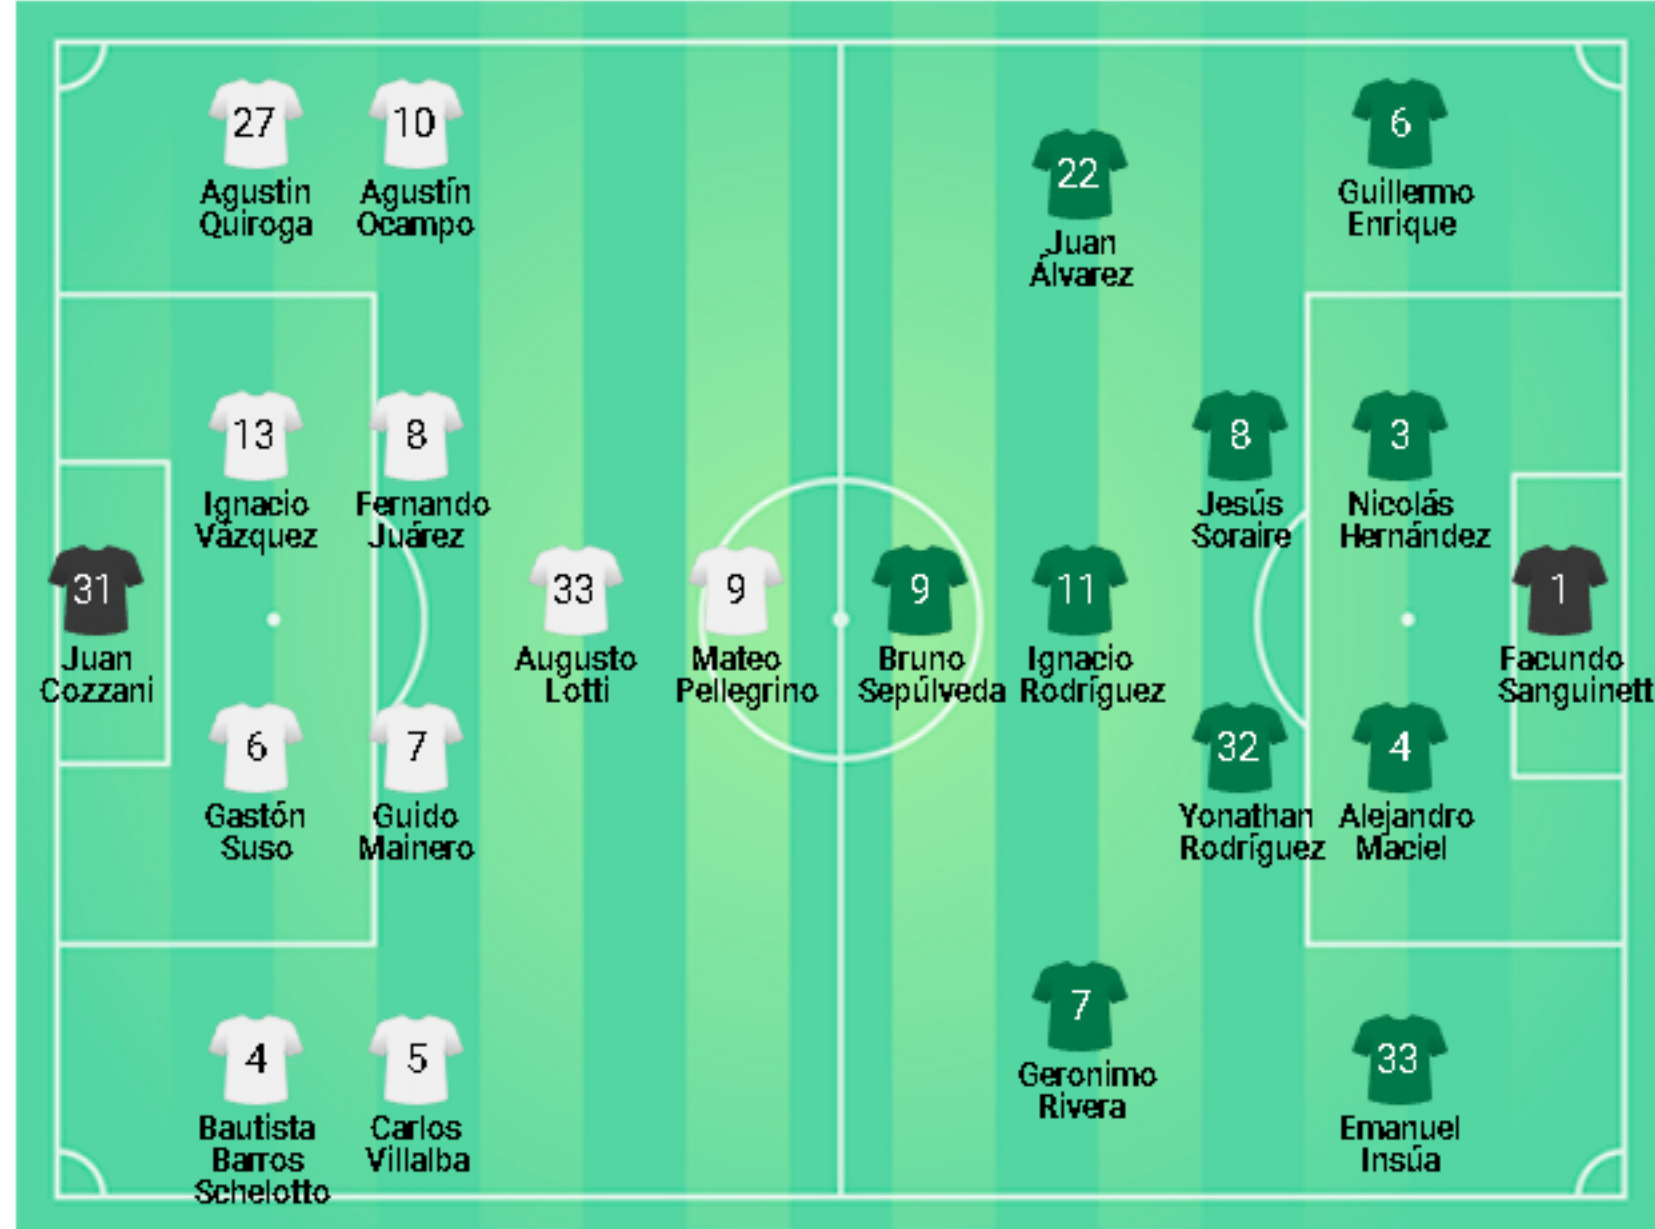 27
Agustin
Quiroga
10
Agustín
Ocampo
13
Ignacio
Vázquez
8
Fernando
Juárez
31
Juan
Cozzani
6
Gastón
Suso
7
Guido
Mainero
4
Bautista
Barros
Schelotto
5
Carlos
Villalba
33
Augusto
Lotti
9
Mateo
Pellegrino
9
Bruno
Sepúlveda
22
Juan
Álvarez
11
Ignacio
Rodríguez
7
Geronimo
Rivera
8
Jesús
Soraire
32
Yonathan
Rodríguez
6
Guillermo
Enrique
3
Nicolás
Hernández
4
Alejandro
Maciel
33
Emanuel
Insúa
1
Facundo
Sanguinett